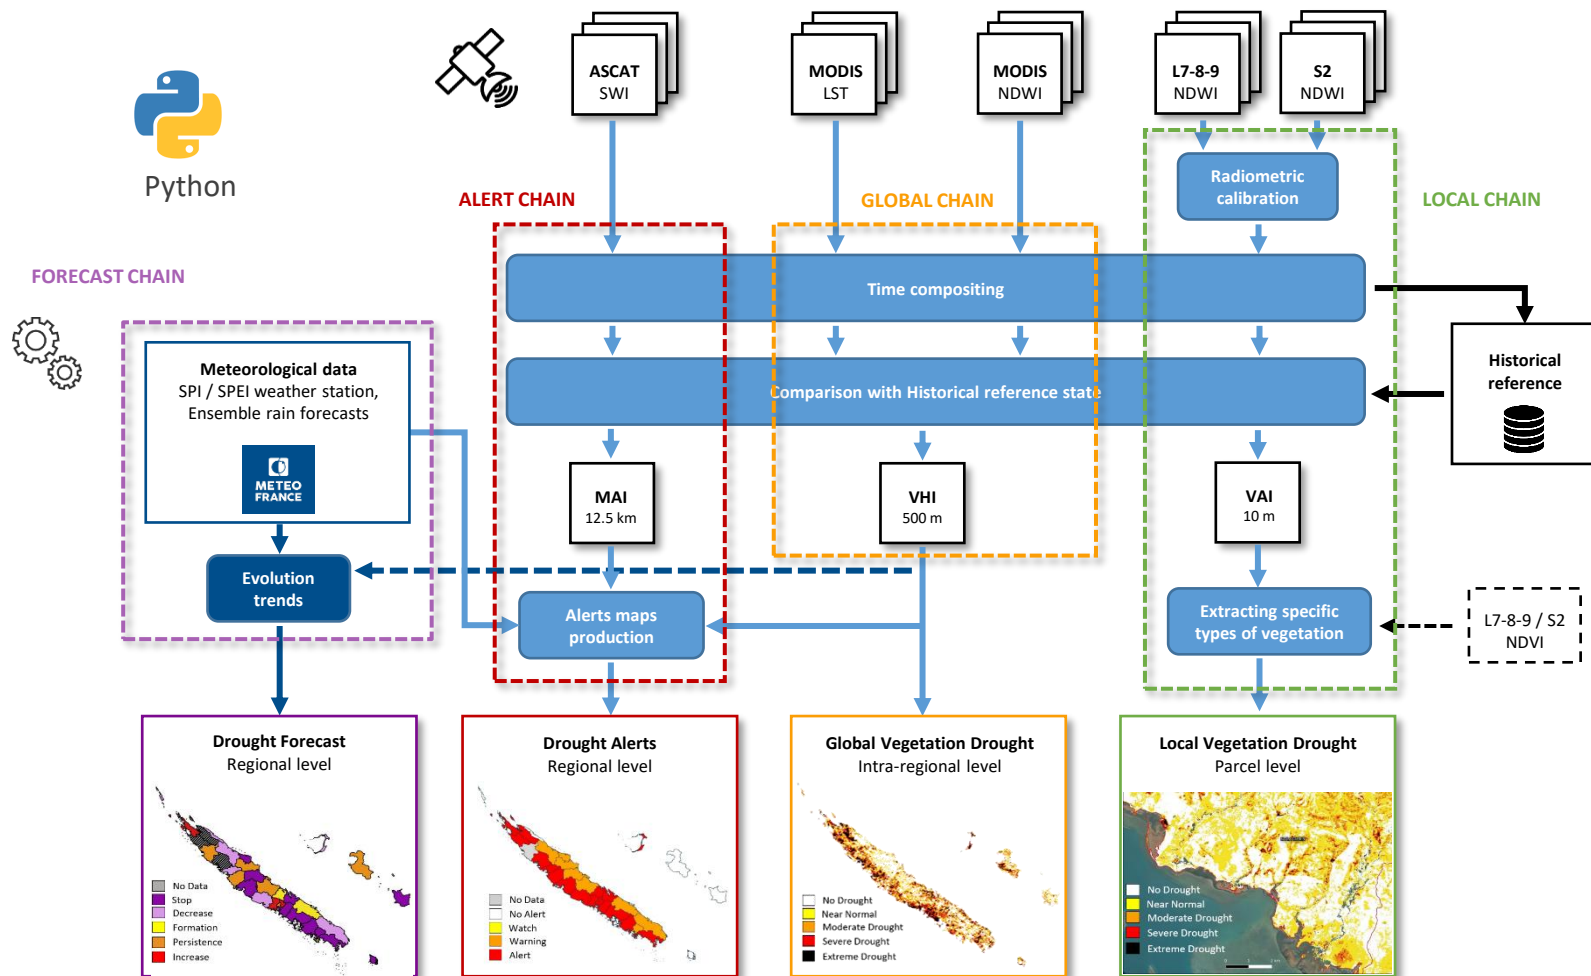 ASCAT
SWI
MODIS
LST
MODIS
NDWI
L7-8-9
NDWI
S2
NDWI
Python
ALERT CHAIN
GLOBAL CHAIN
Radiometric
calibration
LOCAL CHAIN
FORECAST CHAIN
Time compositing
Meteorological data
SPI / SPEI weather station,
Ensemble rain forecasts
METEO
FRANCE
Comparison with Historical reference state
Historical
reference
MAI
12.5 km
VHI
500 m
VAI
10 m
Evolution
trends
Alerts maps
production
Extracting specific
types of vegetation
L7-8-9 / S2
NDVI
Drought Forecast
Regional level
No Data
Stop
Decrease
Formation
Persistence
Increase
Drought Alerts
Regional level
No Data
No Alert
Watch
Warning
Alert
Global Vegetation Drought
Intra-regional level
No Drought
Near Normal
Moderate Drought
Severe Drought
Extreme Drought
Local Vegetation Drought
Parcel level
No Drought
Near Normal
Moderate Drought
Severe Drought
Extreme Drought